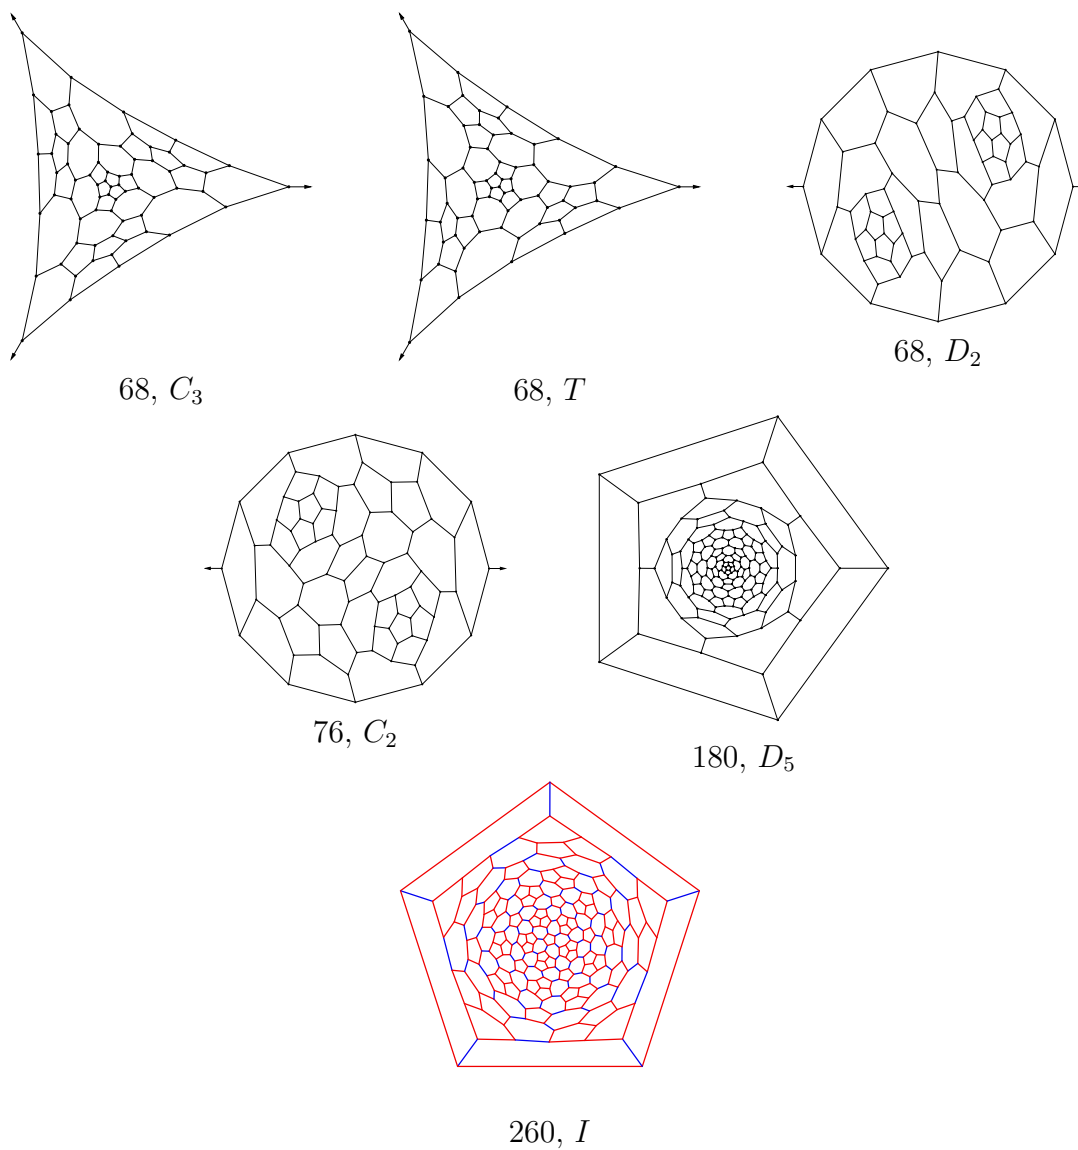 68, C₃
68, T
68, D₂
76, C₂
180, D₅
260, I